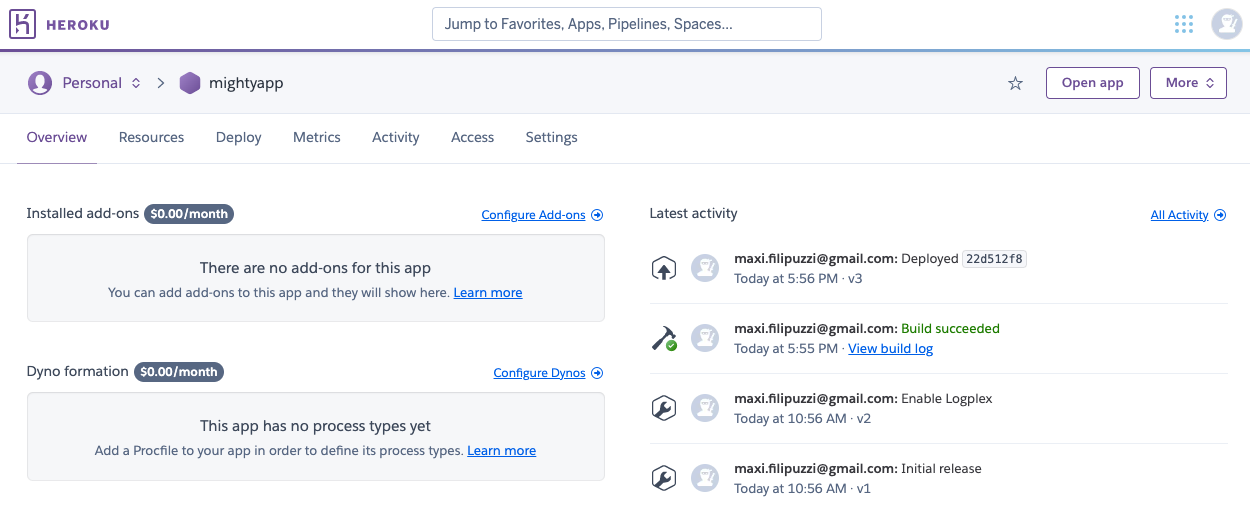 HEROKU
Jump to Favorites, Apps, Pipelines, Spaces...
Personal
mightyapp
Open app
More
Overview
Resources
Deploy
Metrics
Activity
Access
Settings
Installed add-ons $0.00/month
Configure Add-ons
There are no add-ons for this app
You can add add-ons to this app and they will show here. Learn more
Dyno formation $0.00/month
Configure Dynos
This app has no process types yet
Add a Procfile to your app in order to define its process types. Learn more
Latest activity
All Activity
maxi.filipuzzi@gmail.com: Deployed 22d512f8
Today at 5:56 PM · v3
maxi.filipuzzi@gmail.com: Build succeeded
Today at 5:55 PM · View build log
maxi.filipuzzi@gmail.com: Enable Logplex
Today at 10:56 AM · v2
maxi.filipuzzi@gmail.com: Initial release
Today at 10:56 AM · v1